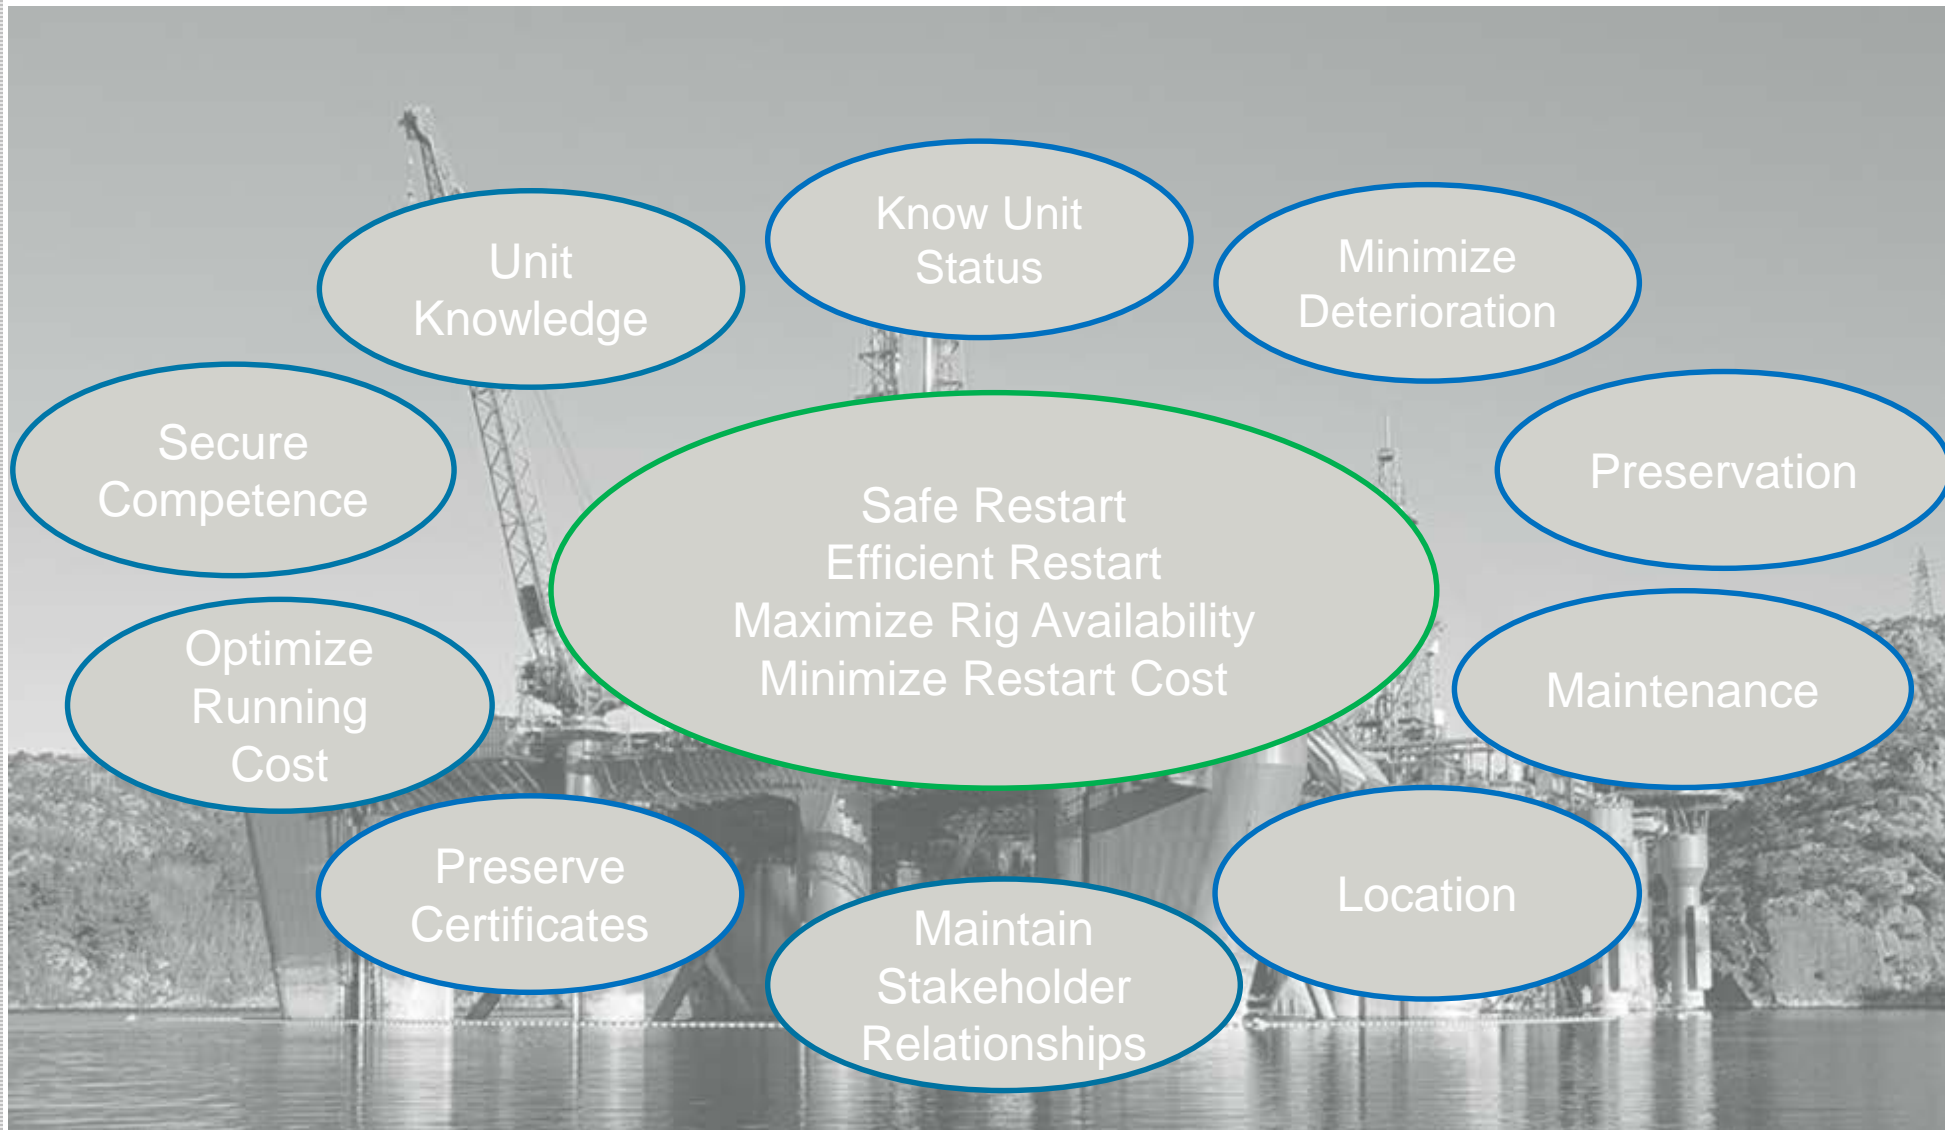 Know Unit
Status
Unit
Knowledge
Minimize
Deterioration
Secure
Competence
Preservation
Safe Restart
Efficient Restart
Maximize Rig Availability
Minimize Restart Cost
Optimize
Running
Cost
Maintenance
Preserve
Certificates
Location
Maintain
Stakeholder
Relationships